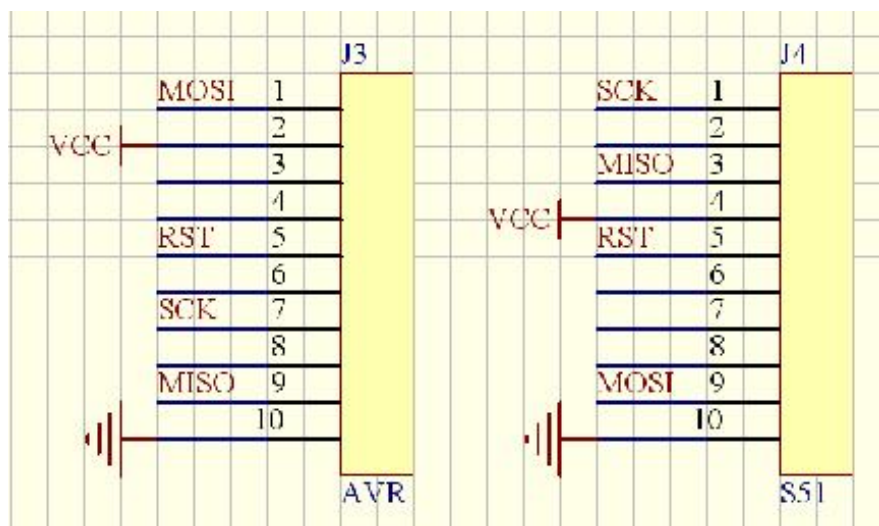 J3
MOSI 1
2
VCC
3
4
RST 5
6
SCK 7
8
MISO 9
10
AVR
J4
SCK 1
2
MISO 3
4
VCC
RST 5
6
7
8
MOSI 9
10
S51